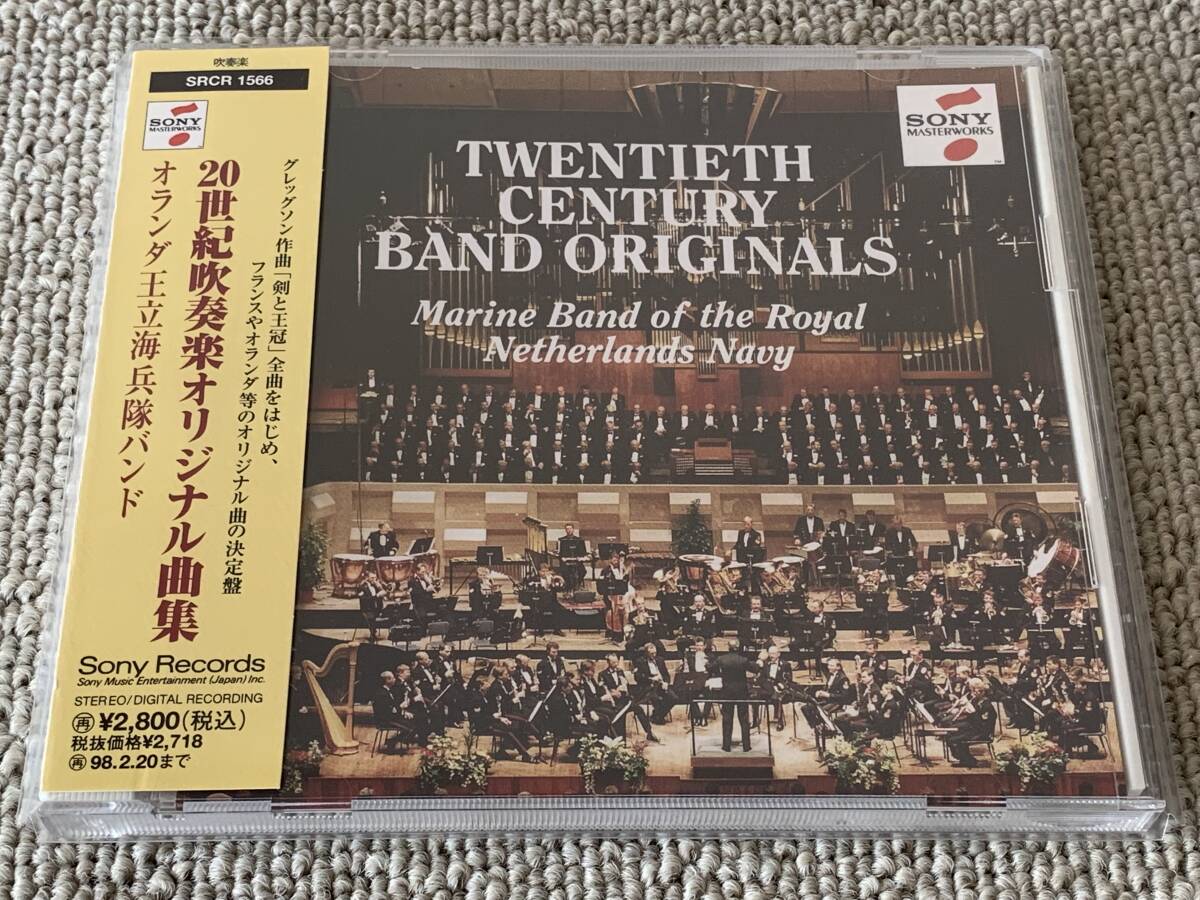 吹奏楽
SRCR 1566
SONY
MASTERWORKS
グレッグソン作曲「剣と王冠」全曲をはじめ、
フランスやオランダ等のオリジナル曲の決定盤
20世紀吹奏楽オリジナル曲集
オランダ王立海兵隊バンド
Sony Records
Sony Music Entertainment (Japan) Inc.
STEREO/DIGITAL RECORDING
再 ¥2,800(税込)
税抜価格¥2,718
再 98.2.20まで
TWENTIETH
CENTURY
BAND ORIGINALS
Marine Band of the Royal
Netherlands Navy
SONY
MASTERWORKS
TM